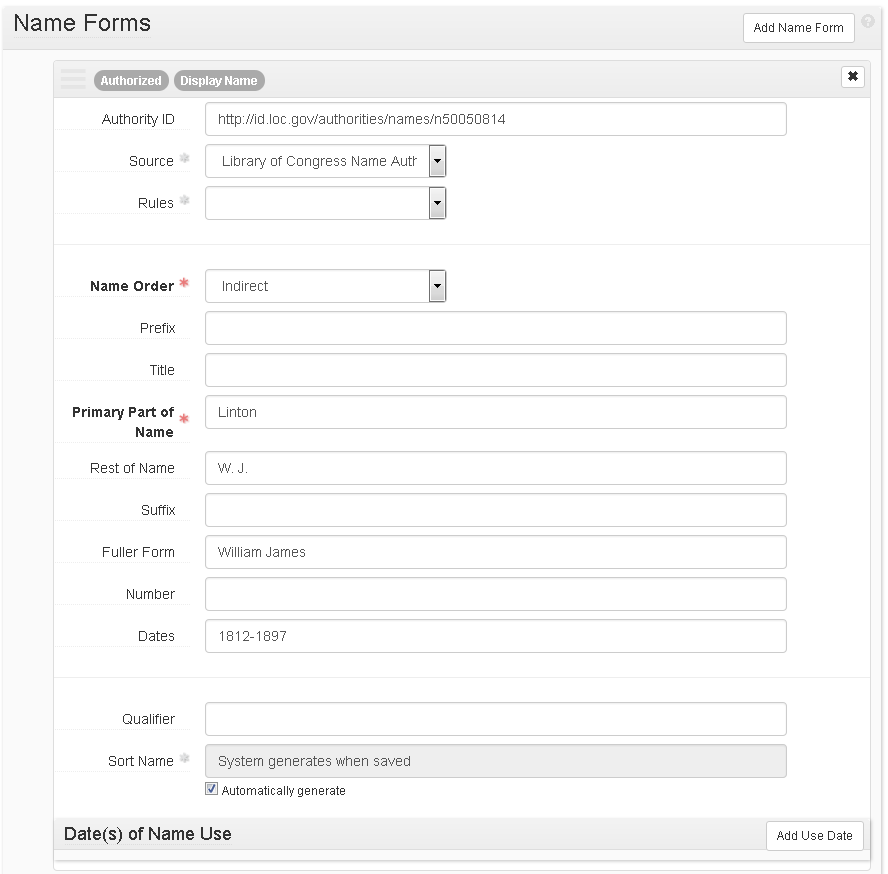 Name Forms
Add Name Form
Authorized Display Name
Authority ID http://id.loc.gov/authorities/names/n50050814
Source Library of Congress Name Auth
Rules
Name Order * Indirect
Prefix
Title
Primary Part of * Linton
Name
Rest of Name W. J.
Suffix
Fuller Form William James
Number
Dates 1812-1897
Qualifier
Sort Name System generates when saved
Automatically generate
Date(s) of Name Use
Add Use Date